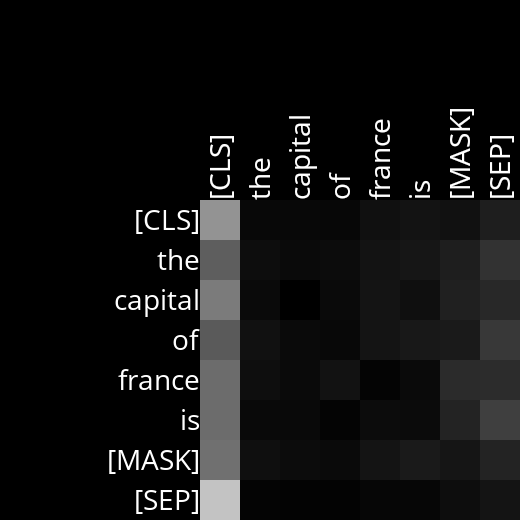 [CLS] the capital of france is [MASK] [SEP]
[CLS]
the
capital
of
france
is
[MASK]
[SEP]